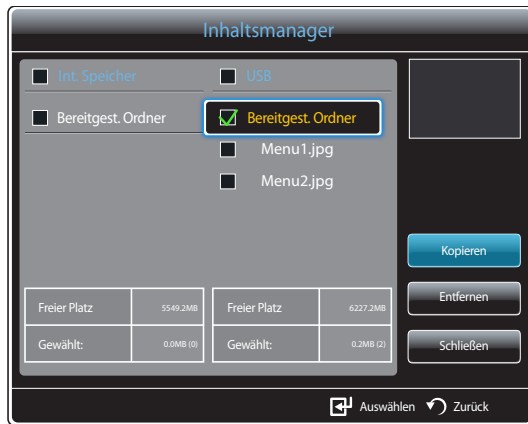 Inhaltsmanager
Int. Speicher USB
Bereitgest. Ordner Bereitgest. Ordner
Menu1.jpg
Menu2.jpg
Kopieren
Entfernen
Schließen
Freier Platz 5549.2MB Freier Platz 6227.2MB
Gewählt: 0.0MB (0) Gewählt: 0.2MB (2)
Auswählen Zurück